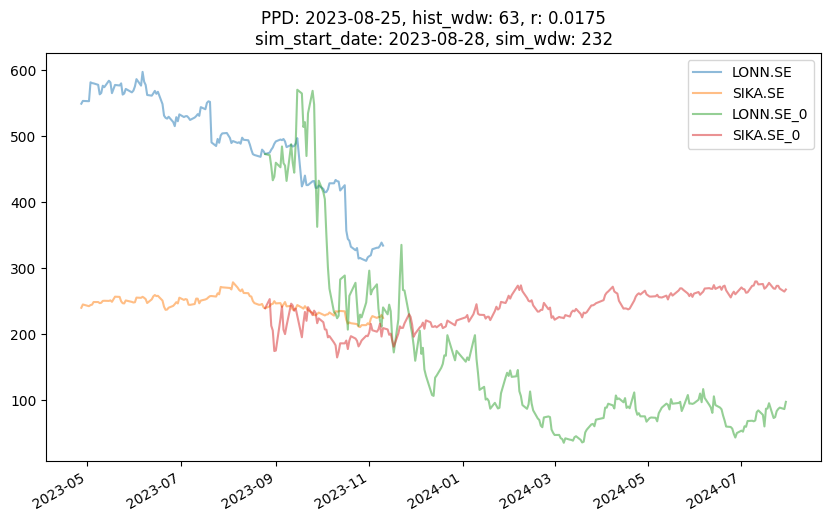 PPD: 2023-08-25, hist_wdw: 63, r: 0.0175
sim_start_date: 2023-08-28, sim_wdw: 232
LONN.SE
SIKA.SE
LONN.SE_0
SIKA.SE_0
600
500
400
300
200
100
2023-05
2023-07
2023-09
2023-11
2024-01
2024-03
2024-05
2024-07